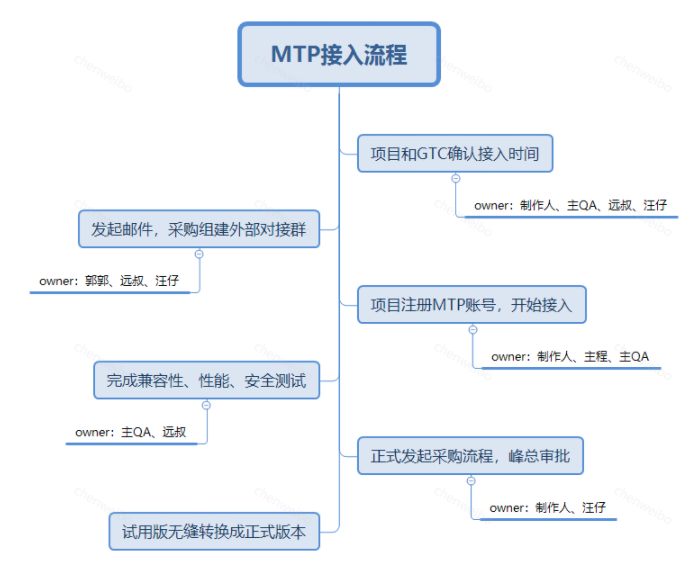 MTP接入流程
项目和GTC确认接入时间
owner：制作人、主QA、远叔、汪仔
发起邮件，采购组建外部对接群
owner：郭郭、远叔、汪仔
项目注册MTP账号，开始接入
owner：制作人、主程、主QA
完成兼容性、性能、安全测试
owner：主QA、远叔
正式发起采购流程，峰总审批
owner：制作人、汪仔
试用版无缝转换成正式版本
chenweibo